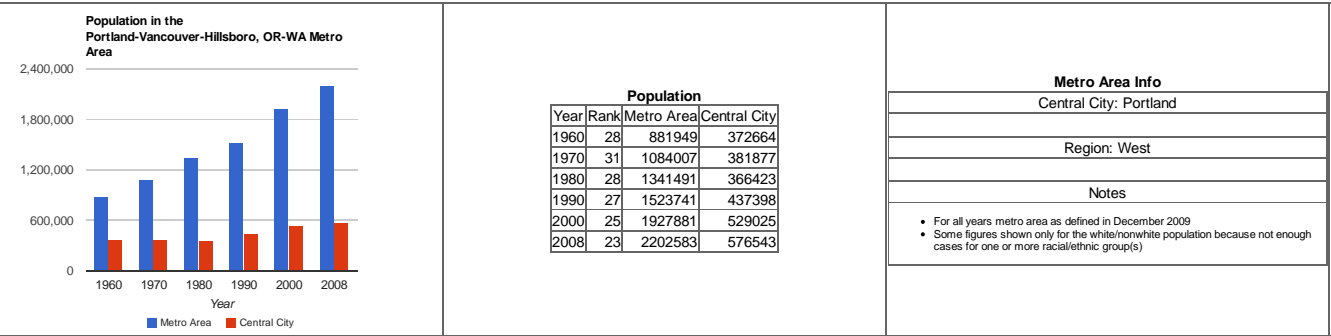 Population in the
Portland-Vancouver-Hillsboro, OR-WA Metro
Area
2,400,000
1,800,000
1,200,000
600,000
0
1960 1970 1980 1990 2000 2008
Year
Metro Area Central City
Population
Year Rank Metro Area Central City
1960 28 881949 372664
1970 31 1084007 381877
1980 28 1341491 366423
1990 27 1523741 437398
2000 25 1927881 529025
2008 23 2202583 576543
Metro Area Info
Central City: Portland
Region: West
Notes
• For all years metro area as defined in December 2009
• Some figures shown only for the white/nonwhite population because not enough
cases for one or more racial/ethnic group(s)